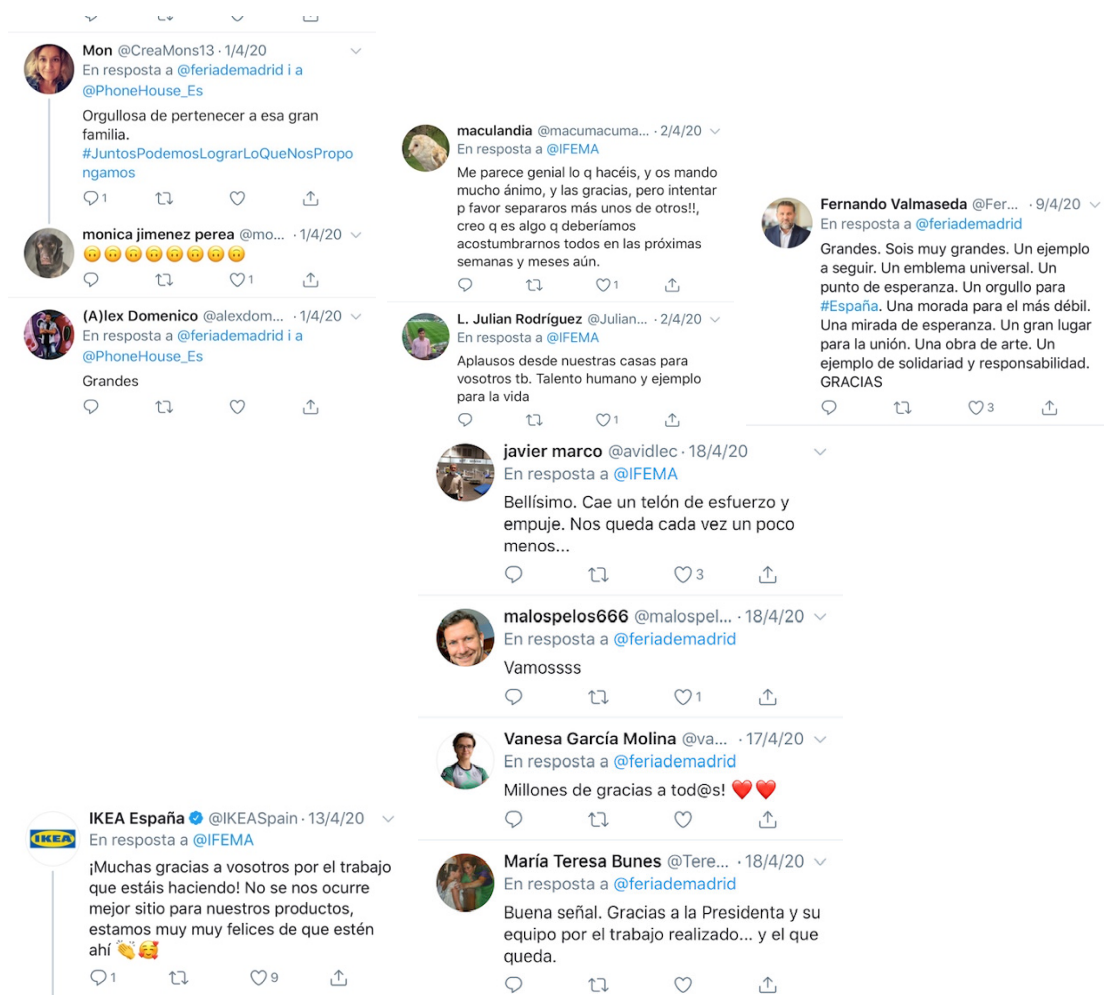 Mon @CreaMons13 · 1/4/20
En resposta a @feriademadrid i a
@PhoneHouse_Es
Orgullosa de pertenecer a esa gran
familia.
#JuntosPodemosLograrLoQueNosPropo
ngamos
1
monica jimenez perea @mo... · 1/4/20
🙃🙃🙃🙃🙃🙃🙃🙃
1
(A)lex Domenico @alexdom... · 1/4/20
En resposta a @feriademadrid i a
@PhoneHouse_Es
Grandes
maculandia @macumacuma... · 2/4/20
En resposta a @IFEMA
Me parece genial lo q hacéis, y os mando
mucho ánimo, y las gracias, pero intentar
p favor separaros más unos de otros!!,
creo q es algo q deberíamos
acostumbrarnos todos en las próximas
semanas y meses aún.
1
L. Julian Rodríguez @Julian... · 2/4/20
En resposta a @IFEMA
Aplausos desde nuestras casas para
vosotros tb. Talento humano y ejemplo
para la vida
1
Fernando Valmaseda @Fer... · 9/4/20
En resposta a @feriademadrid
Grandes. Sois muy grandes. Un ejemplo
a seguir. Un emblema universal. Un
punto de esperanza. Un orgullo para
#España. Una morada para el más débil.
Una mirada de esperanza. Un gran lugar
para la unión. Una obra de arte. Un
ejemplo de solidariad y responsabilidad.
GRACIAS
3
javier marco @avidlec · 18/4/20
En resposta a @IFEMA
Bellísimo. Cae un telón de esfuerzo y
empuje. Nos queda cada vez un poco
menos...
3
malospelos666 @malospel... · 18/4/20
En resposta a @feriademadrid
Vamossss
1
Vanesa García Molina @va... · 17/4/20
En resposta a @feriademadrid
Millones de gracias a tod@s! ❤️❤️
María Teresa Bunes @Tere... · 18/4/20
En resposta a @feriademadrid
Buena señal. Gracias a la Presidenta y su
equipo por el trabajo realizado... y el que
queda.
IKEA
IKEA España @IKEASpain · 13/4/20
En resposta a @IFEMA
¡Muchas gracias a vosotros por el trabajo
que estáis haciendo! No se nos ocurre
mejor sitio para nuestros productos,
estamos muy muy felices de que estén
ahí 👏🥰
1 9